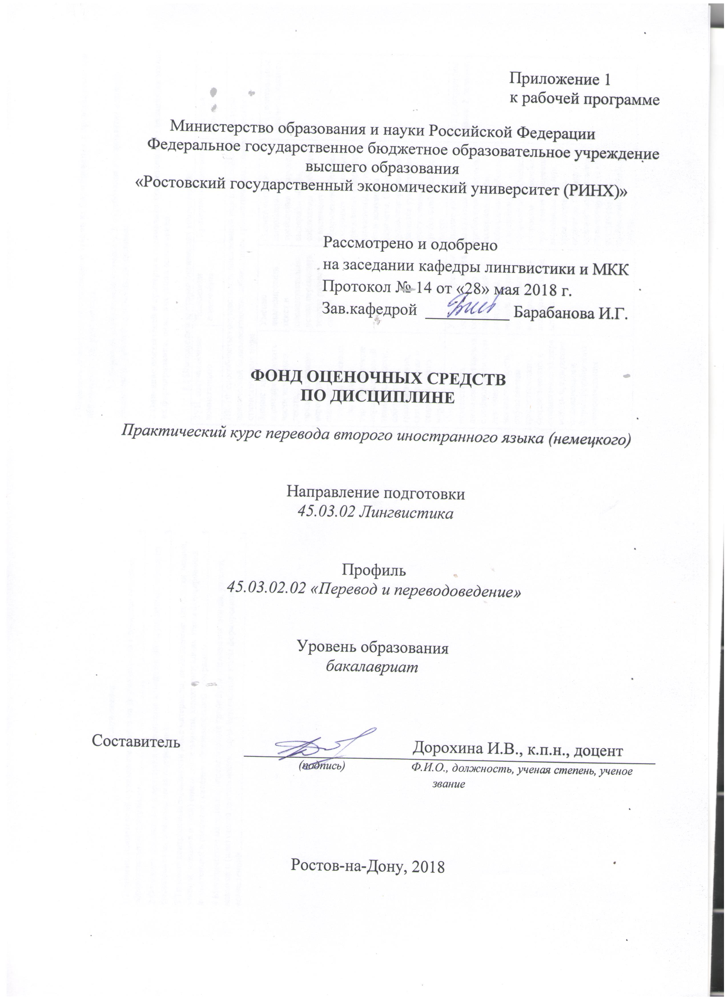 Приложение 1
к рабочей программе
Министерство образования и науки Российской Федерации
Федеральное государственное бюджетное образовательное учреждение
высшего образования
«Ростовский государственный экономический университет (РИНХ)»
Рассмотрено и одобрено
на заседании кафедры лингвистики и МКК
Протокол № 14 от «28» мая 2018 г.
Зав.кафедрой ____________ Барабанова И.Г.
ФОНД ОЦЕНОЧНЫХ СРЕДСТВ
ПО ДИСЦИПЛИНЕ
Практический курс перевода второго иностранного языка (немецкого)
Направление подготовки
45.03.02 Лингвистика
Профиль
45.03.02.02 «Перевод и переводоведение»
Уровень образования
бакалавриат
Составитель Дорохина И.В., к.п.н., доцент
(подпись) Ф.И.О., должность, ученая степень, ученое
звание
Ростов-на-Дону, 2018